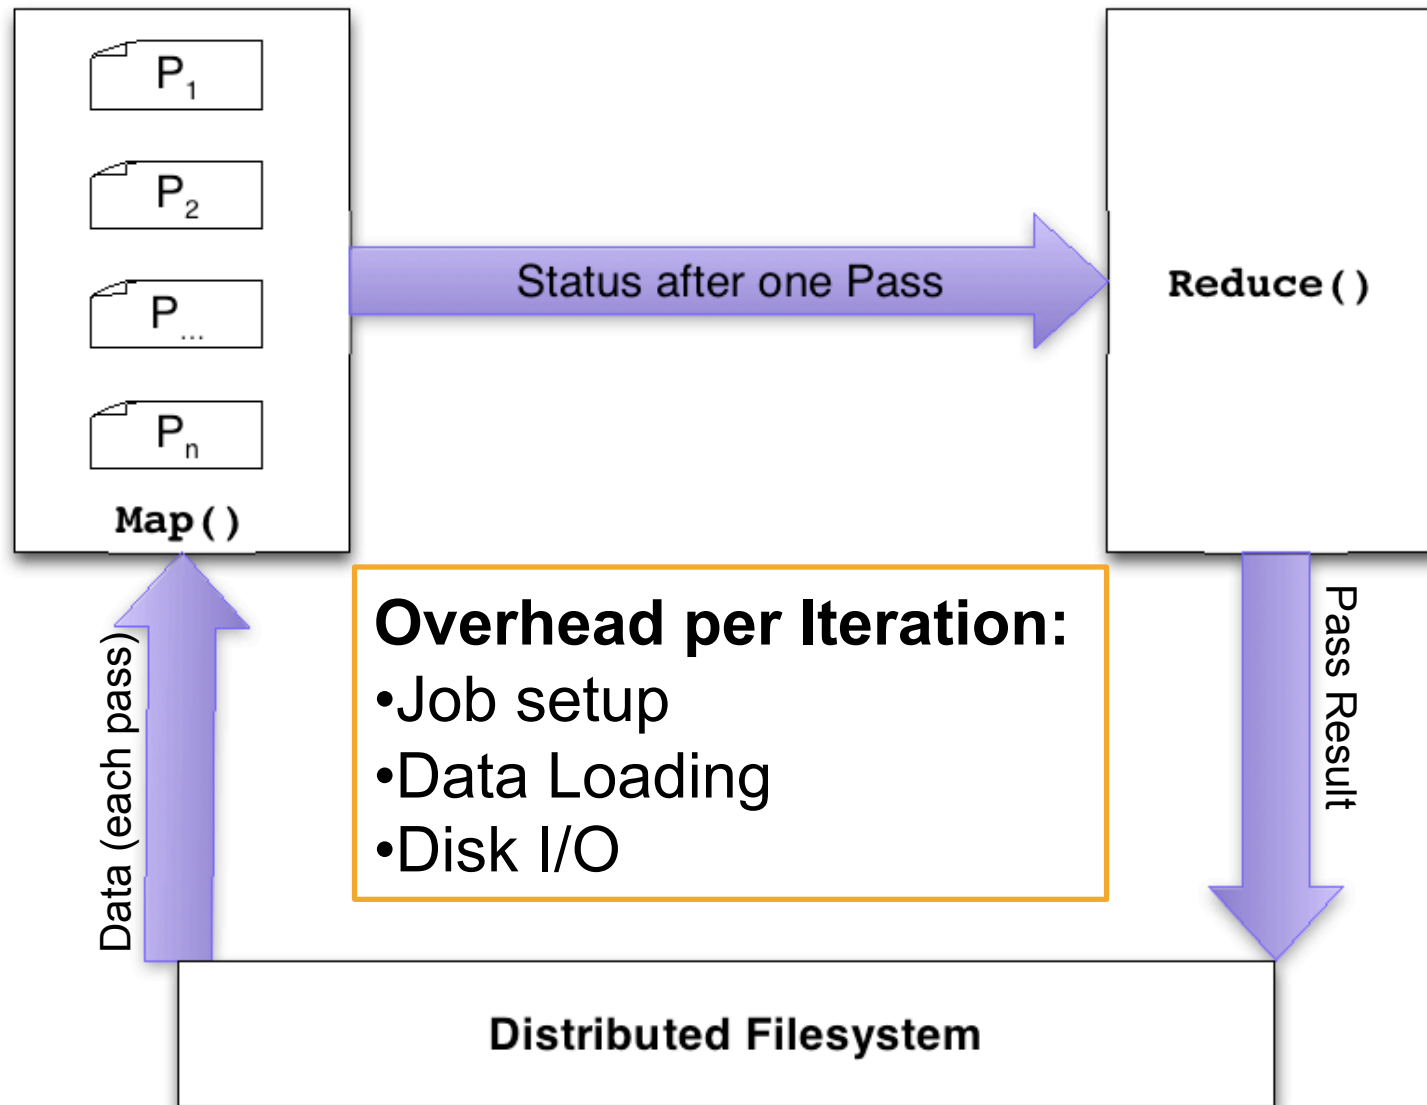 P1
P2
P...
Pn
Map()
Status after one Pass
Reduce()
Data (each pass)
Overhead per Iteration:
•Job setup
•Data Loading
•Disk I/O
Pass Result
Distributed Filesystem